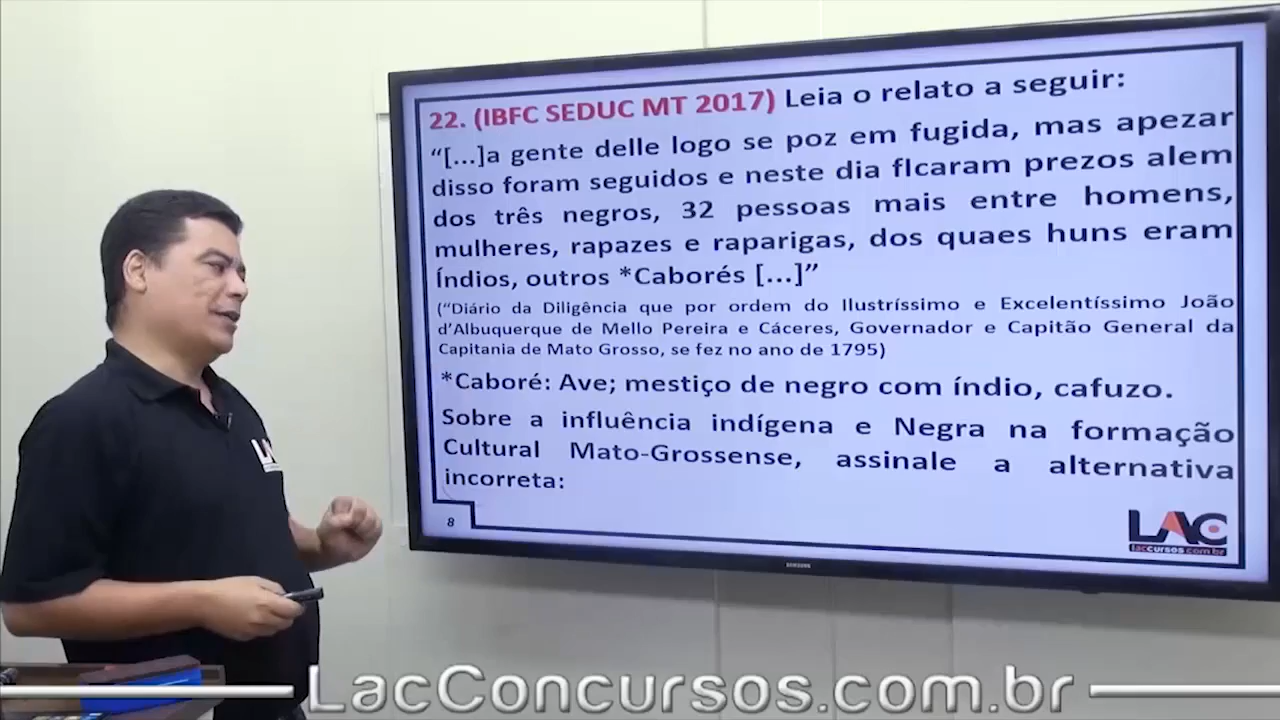 22. (IBFC SEDUC MT 2017) Leia o relato a seguir:
“[...]a gente delle logo se poz em fugida, mas apezar
disso foram seguidos e neste dia fIcaram prezos alem
dos três negros, 32 pessoas mais entre homens,
mulheres, rapazes e raparigas, dos quaes huns eram
Índios, outros *Caborés [...]”
(“Diário da Diligência que por ordem do Ilustríssimo e Excelentíssimo João
d’Albuquerque de Mello Pereira e Cáceres, Governador e Capitão General da
Capitania de Mato Grosso, se fez no ano de 1795)
*Caboré: Ave; mestiço de negro com índio, cafuzo.
Sobre a influência indígena e Negra na formação
Cultural Mato-Grossense, assinale a alternativa
incorreta:
8
LAC
laccursos.com.br
SAMSUNG
LAC
LacConcursos.com.br